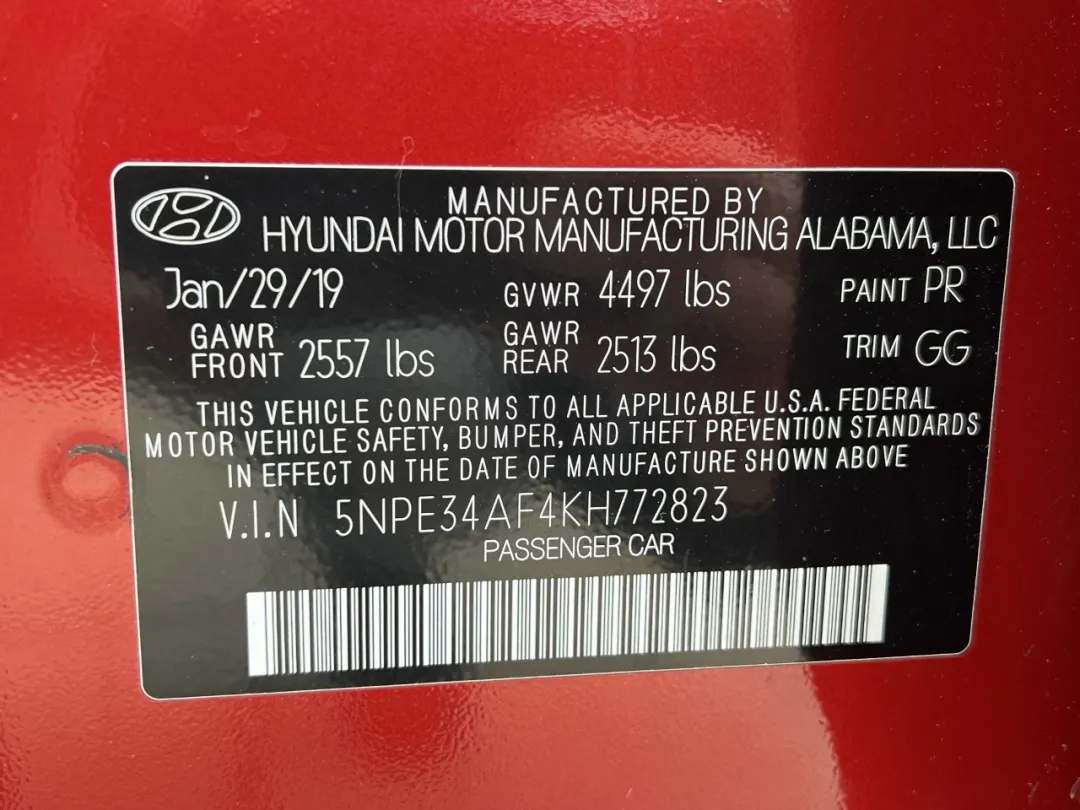 MANUFACTURED BY
HYUNDAI MOTOR MANUFACTURING ALABAMA, LLC
Jan/29/19 GVWR 4497 lbs PAINT PR
GAWR FRONT 2557 lbs GAWR REAR 2513 lbs TRIM GG
THIS VEHICLE CONFORMS TO ALL APPLICABLE U.S.A. FEDERAL
MOTOR VEHICLE SAFETY, BUMPER, AND THEFT PREVENTION STANDARDS
IN EFFECT ON THE DATE OF MANUFACTURE SHOWN ABOVE
V.I.N 5NPE34AF4KH772823
PASSENGER CAR